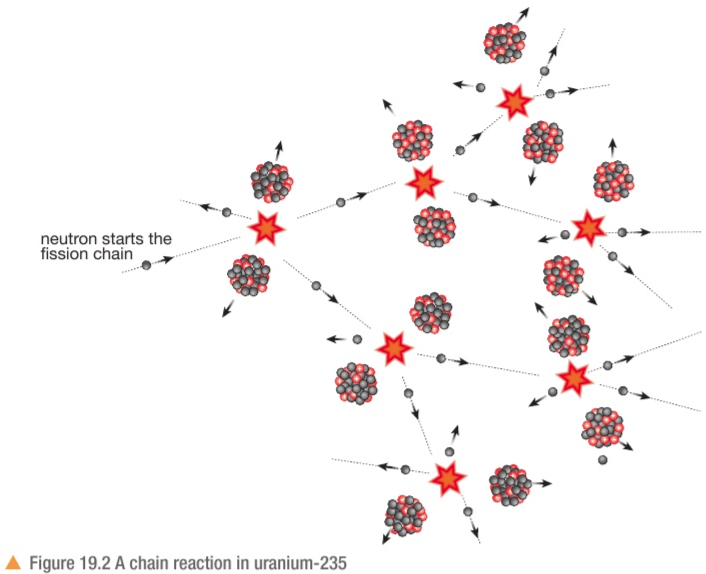 neutron starts the
fission chain
▲ Figure 19.2 A chain reaction in uranium-235